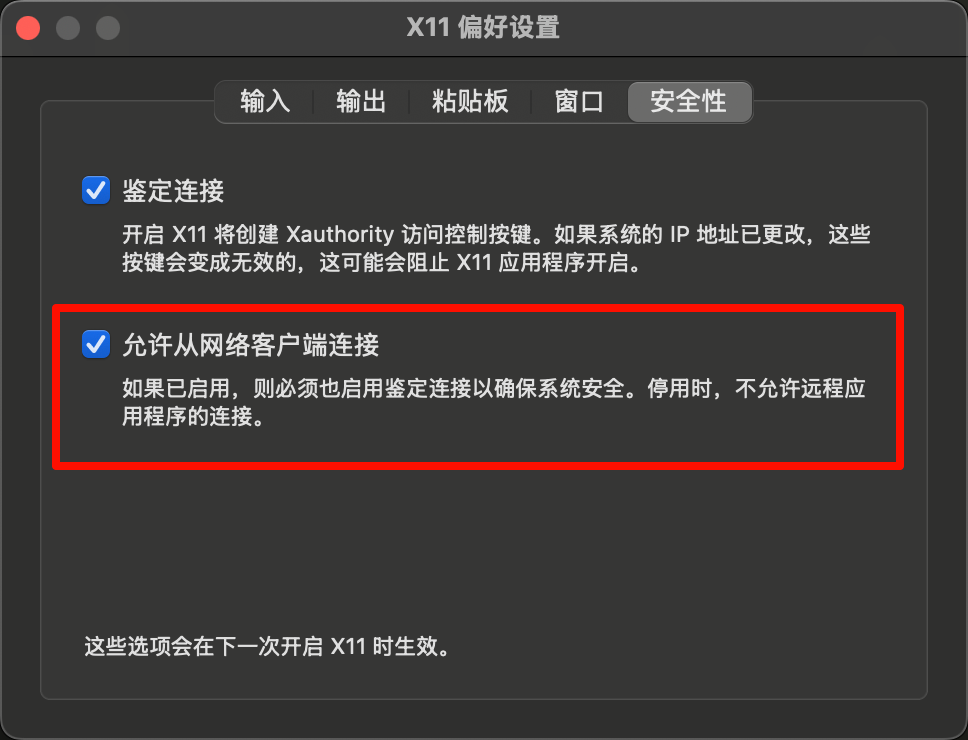 X11 偏好设置
输入
输出
粘贴板
窗口
安全性
鉴定连接
开启 X11 将创建 Xauthority 访问控制按键。如果系统的 IP 地址已更改，这些
按键会变成无效的，这可能会阻止 X11 应用程序开启。
允许从网络客户端连接
如果已启用，则必须也启用鉴定连接以确保系统安全。停用时，不允许远程应
用程序的连接。
这些选项会在下一次开启 X11 时生效。